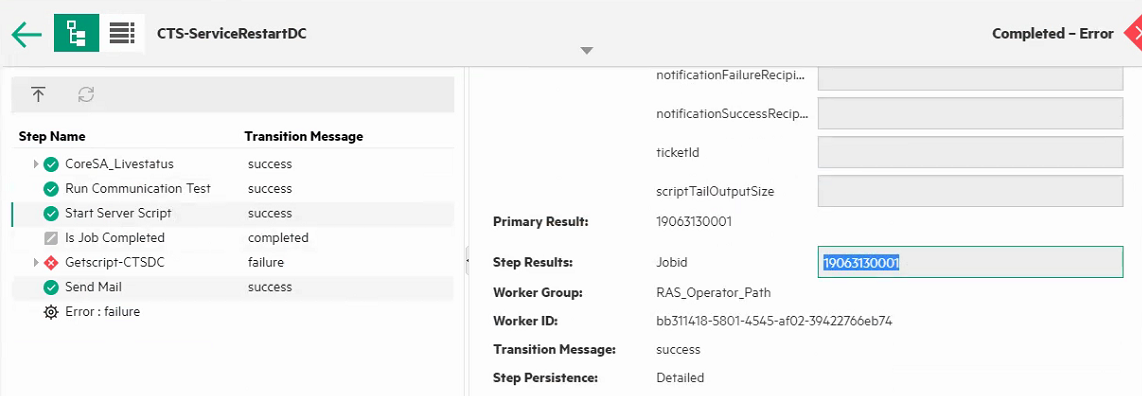 CTS-ServiceRestartDC
Completed – Error
Step Name Transition Message
CoreSA_Livestatus success
Run Communication Test success
Start Server Script success
Is Job Completed completed
Getscript-CTSDC failure
Send Mail success
Error : failure
notificationFailureRecipi...
notificationSuccessRecip...
ticketId
scriptTailOutputSize
Primary Result: 19063130001
Step Results: Jobid 19063130001
Worker Group: RAS_Operator_Path
Worker ID: bb311418-5801-4545-af02-39422766eb74
Transition Message: success
Step Persistence: Detailed